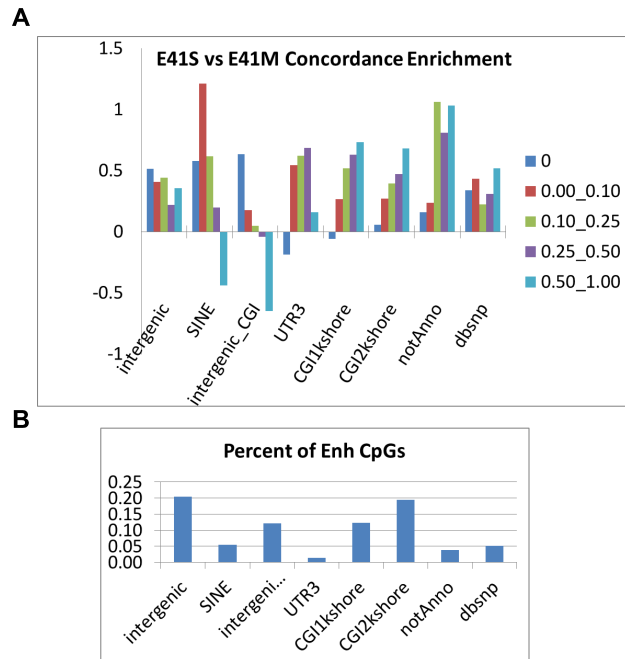 A
E41S vs E41M Concordance Enrichment
1.5
1
0.5
0
-0.5
-1
intergenic
SINE
intergenic_CGI
UTR3
CGI1kshore
CGI2kshore
notAnno
dbsnp
0
0.00_0.10
0.10_0.25
0.25_0.50
0.50_1.00
B
Percent of Enh CpGs
0.25
0.20
0.15
0.10
0.05
0.00
intergenic
SINE
intergeni...
UTR3
CGI1kshore
CGI2kshore
notAnno
dbsnp